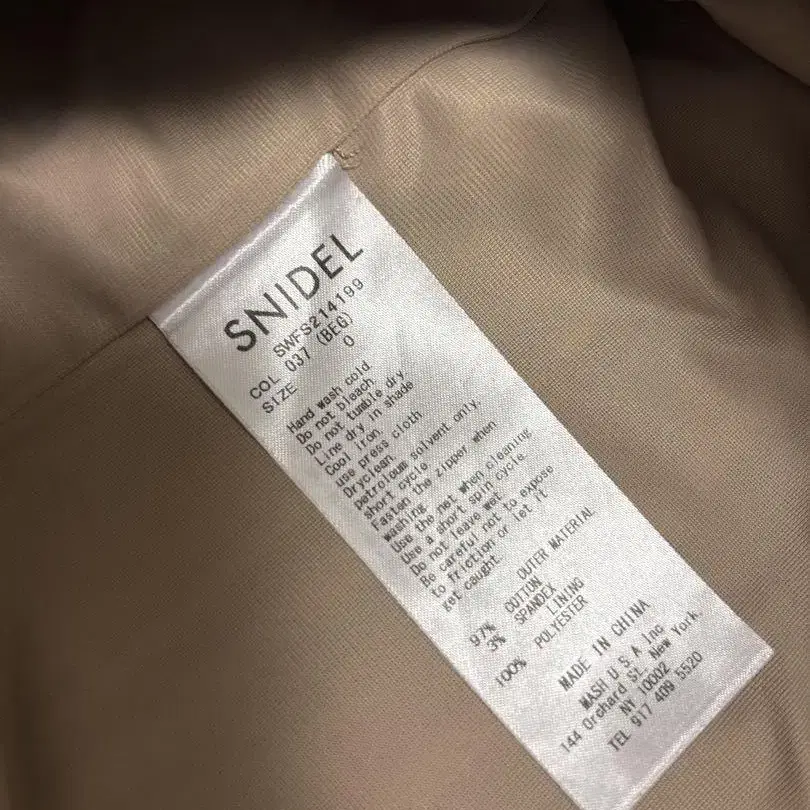 SNIDEL
SWFS214199
COL 037 (BEG)
SIZE 0
Hand wash cold
Do not bleach.
Do not tumble dry.
Line dry in shade
Cool iron.
use press cloth
Dryclean.
petroloum solvent only.
short cycle
Fasten the zipper when
washing.
Use the net when cleaning
Use a short spin cycle.
Do not leave wet.
Be careful not to expose
to friction or let it
get caught.
OUTER MATERIAL
97% COTTON
3% SPANDEX
LINING
100% POLYESTER
MADE IN CHINA
MASH U S A Inc
144 Orchard St, New York,
NY 10002
TEL 917 409 5520